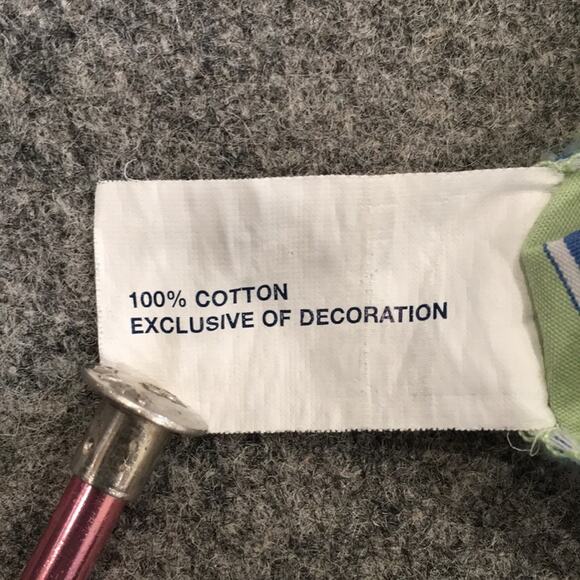 100% COTTON
EXCLUSIVE OF DECORATION